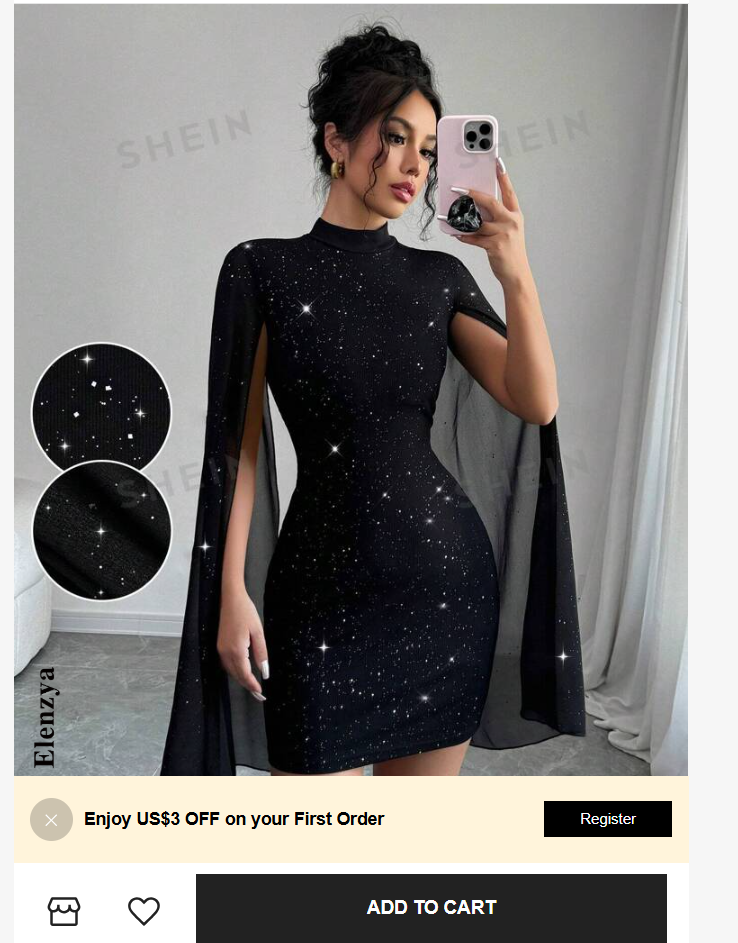 SHEIN
SHEIN
SHEIN
SHEIN
Elenzya
Enjoy US$3 OFF on your First Order
Register
ADD TO CART